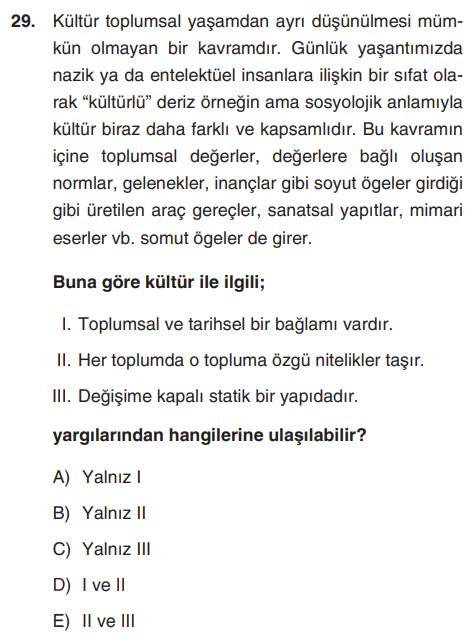 29. Kültür toplumsal yaşamdan ayrı düşünülmesi müm-
kün olmayan bir kavramdır. Günlük yaşantımızda
nazik ya da entelektüel insanlara ilişkin bir sıfat ola-
rak “kültürlü” deriz örneğin ama sosyolojik anlamıyla
kültür biraz daha farklı ve kapsamlıdır. Bu kavramın
içine toplumsal değerler, değerlere bağlı oluşan
normlar, gelenekler, inançlar gibi soyut ögeler girdiği
gibi üretilen araç gereçler, sanatsal yapıtlar, mimari
eserler vb. somut ögeler de girer.
Buna göre kültür ile ilgili;
I. Toplumsal ve tarihsel bir bağlamı vardır.
II. Her toplumda o topluma özgü nitelikler taşır.
III. Değişime kapalı statik bir yapıdadır.
yargılarından hangilerine ulaşılabilir?
A) Yalnız I
B) Yalnız II
C) Yalnız III
D) I ve II
E) II ve III